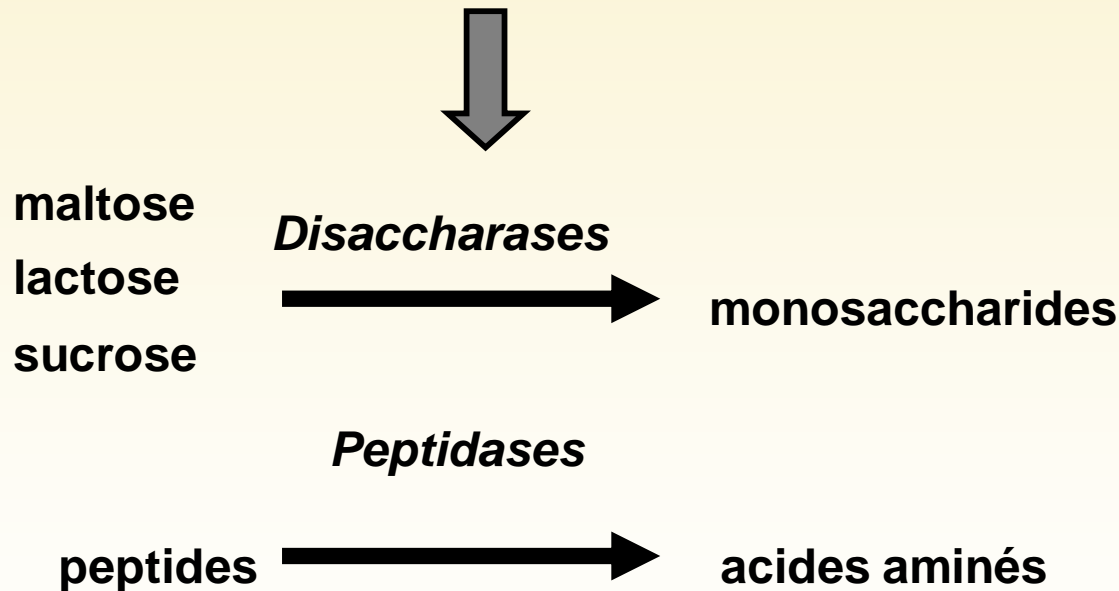 maltose
Disaccharases
lactose
monosaccharides
sucrose
Peptidases
peptides
acides aminés